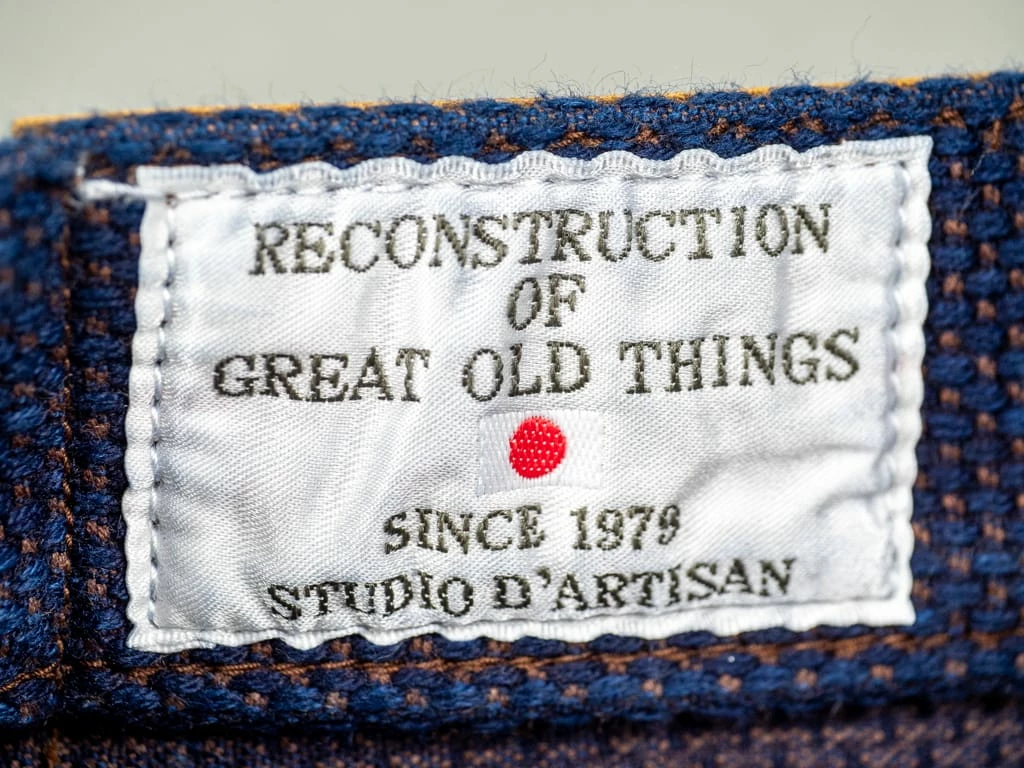 RECONSTRUCTION
OF
GREAT OLD THINGS
SINCE 1979
STUDIO D'ARTISAN